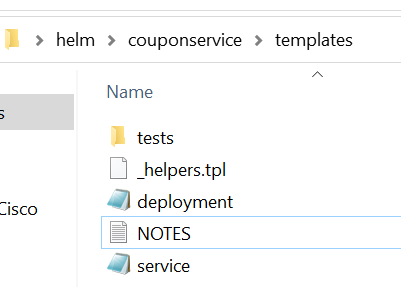 helm > couponservice > templates
Name
s
tests
_helpers.tpl
Cisco
deployment
NOTES
service